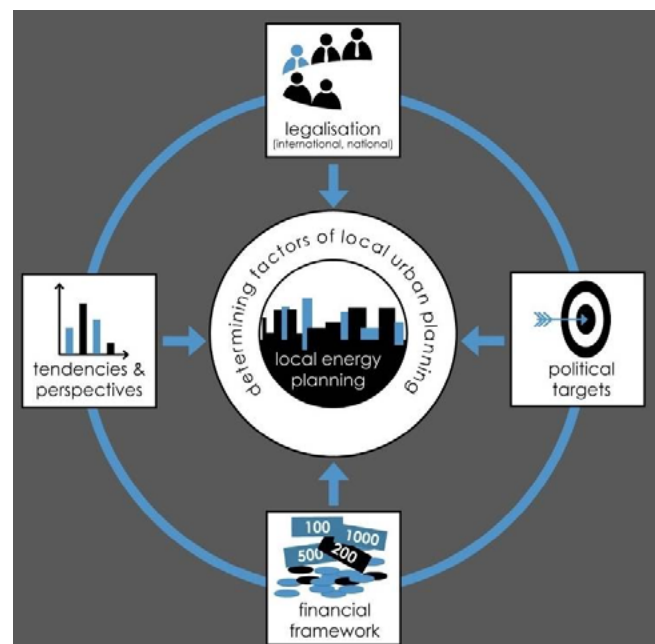 legalisation
(international, national)
determining factors of local urban planning
local energy
planning
tendencies &
perspectives
political
targets
100
1000
500
200
financial
framework